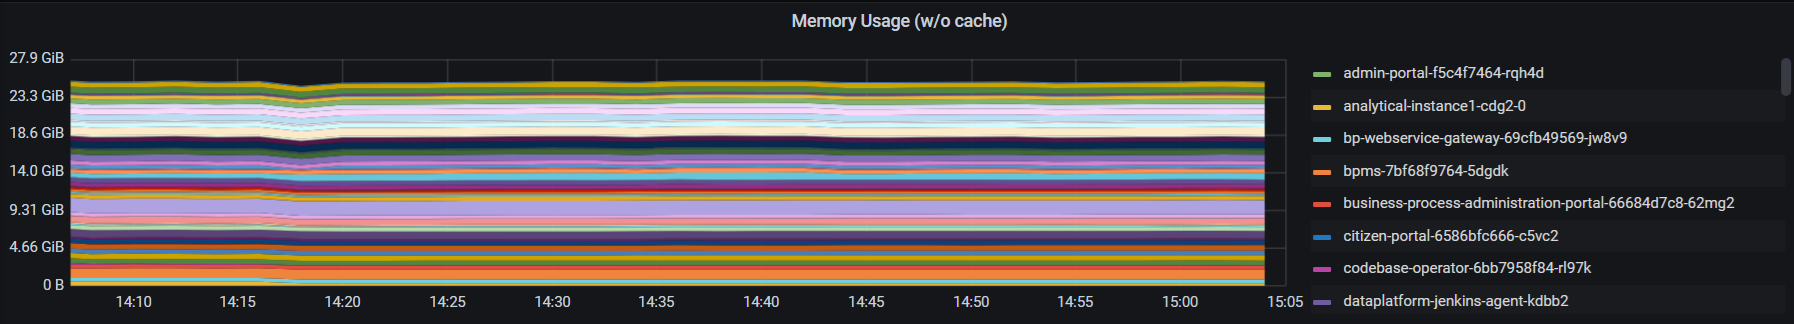 Memory Usage (w/o cache)
27.9 GiB
23.3 GiB
18.6 GiB
14.0 GiB
9.31 GiB
4.66 GiB
0 B
14:10 14:15 14:20 14:25 14:30 14:35 14:40 14:45 14:50 14:55 15:00 15:05
admin-portal-f5c4f7464-rqh4d
analytical-instance1-cdg2-0
bp-webservice-gateway-69cfb49569-jw8v9
bpms-7bf68f9764-5dgdk
business-process-administration-portal-66684d7c8-62mg2
citizen-portal-6586bfc666-c5vc2
codebase-operator-6bb7958f84-rl97k
dataplatform-jenkins-agent-kdbb2